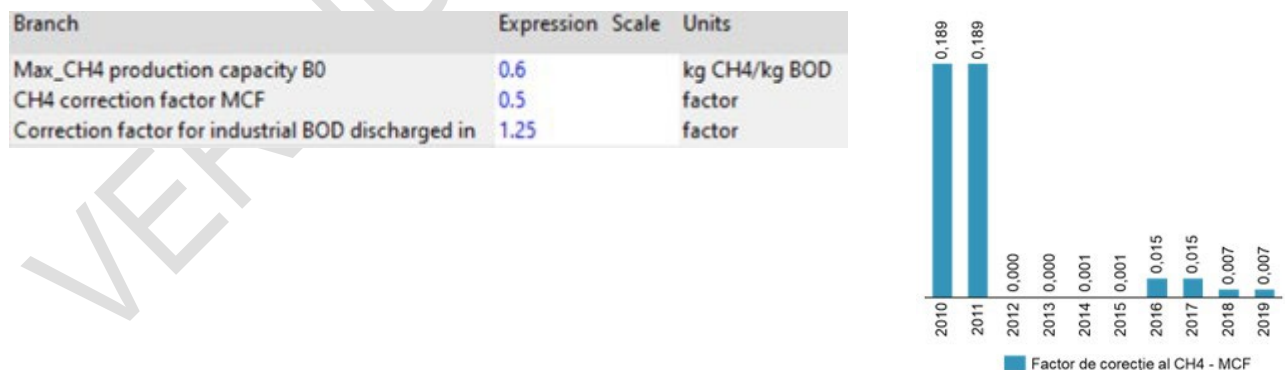 Branch Expression Scale Units
Max_CH4 production capacity B0 0.6 kg CH4/kg BOD
CH4 correction factor MCF 0.5 factor
Correction factor for industrial BOD discharged in 1.25 factor
0,189 0,189 0,000 0,000 0,001 0,001 0,015 0,015 0,007 0,007
2010 2011 2012 2013 2014 2015 2016 2017 2018 2019
Factor de corecție al CH4 - MCF
VER